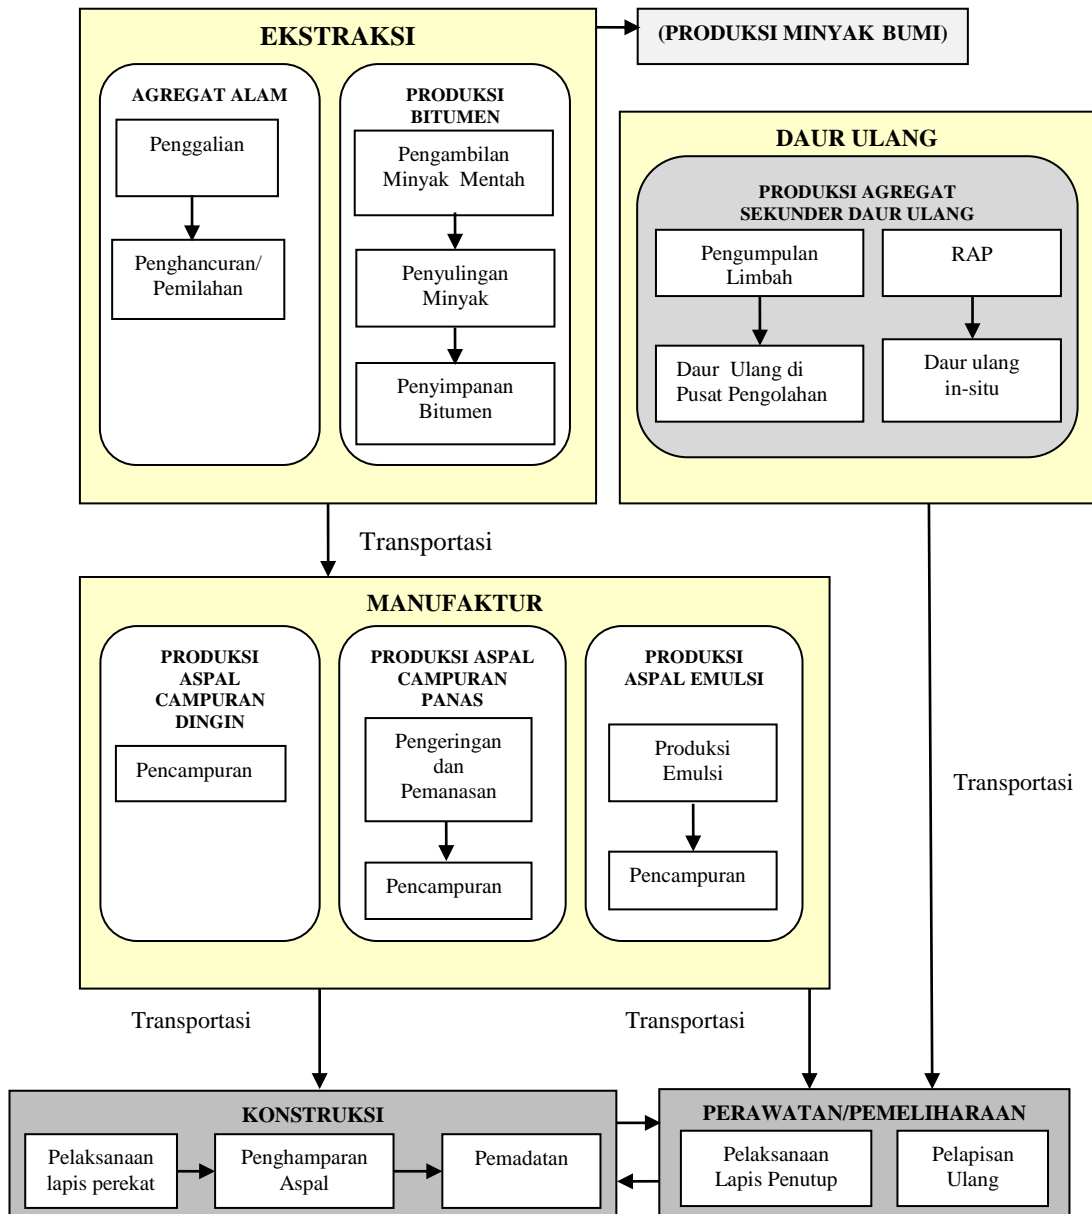 EKSTRAKSI
(PRODUKSI MINYAK BUMI)
AGREGAT ALAM
Penggalian
Penghancuran/
Pemilahan
PRODUKSI
BITUMEN
Pengambilan
Minyak Mentah
Penyulingan
Minyak
Penyimpanan
Bitumen
DAUR ULANG
PRODUKSI AGREGAT
SEKUNDER DAUR ULANG
Pengumpulan
Limbah
RAP
Daur Ulang di
Pusat Pengolahan
Daur ulang
in-situ
Transportasi
MANUFAKTUR
PRODUKSI
ASPAL
CAMPURAN
DINGIN
Pencampuran
PRODUKSI ASPAL
CAMPURAN
PANAS
Pengeringan
dan
Pemanasan
Pencampuran
PRODUKSI
ASPAL EMULSI
Produksi
Emulsi
Pencampuran
Transportasi
Transportasi
Transportasi
KONSTRUKSI
Pelaksanaan
lapis perekat
Penghamparan
Aspal
Pemadatan
PERAWATAN/PEMELIHARAAN
Pelaksanaan
Lapis Penutup
Pelapisan
Ulang